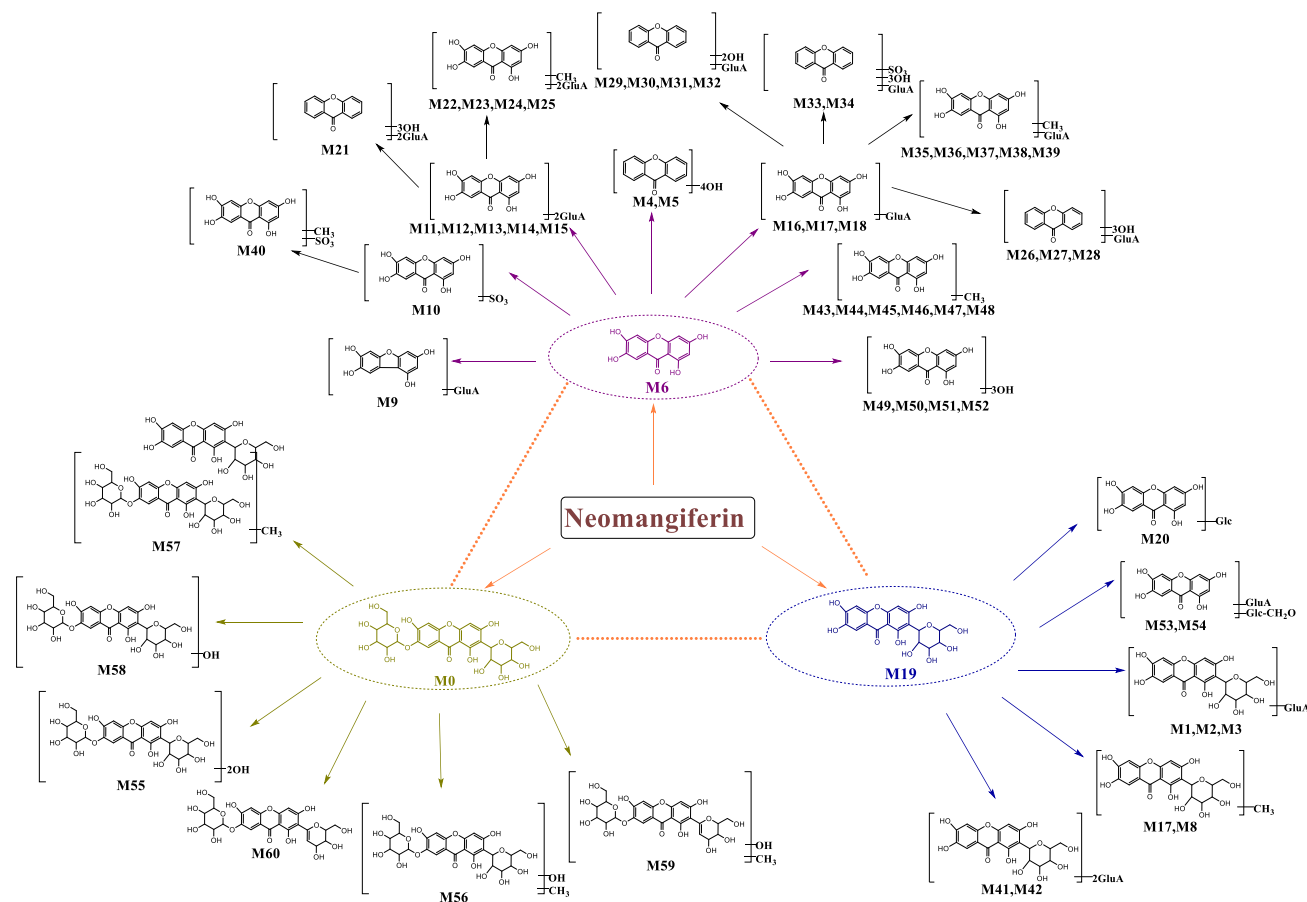 2OH
GluA
M29,M30,M31,M32
CH3
2GluA
M22,M23,M24,M25
SO3
3OH
GluA
M33,M34
3OH
2GluA
M21
CH3
GluA
M35,M36,M37,M38,M39
4OH
M4,M5
2GluA
M11,M12,M13,M14,M15
GluA
M16,M17,M18
CH3
SO3
M40
3OH
GluA
M26,M27,M28
SO3
M10
CH3
M43,M44,M45,M46,M47,M48
M6
GluA
M9
3OH
M49,M50,M51,M52
Neomangiferin
CH3
M57
Glc
M20
GluA
Glc-CH2O
M53,M54
OH
M58
M0
M19
GluA
M1,M2,M3
2OH
M55
CH3
M17,M8
M60
OH
CH3
M56
OH
CH3
M59
2GluA
M41,M42